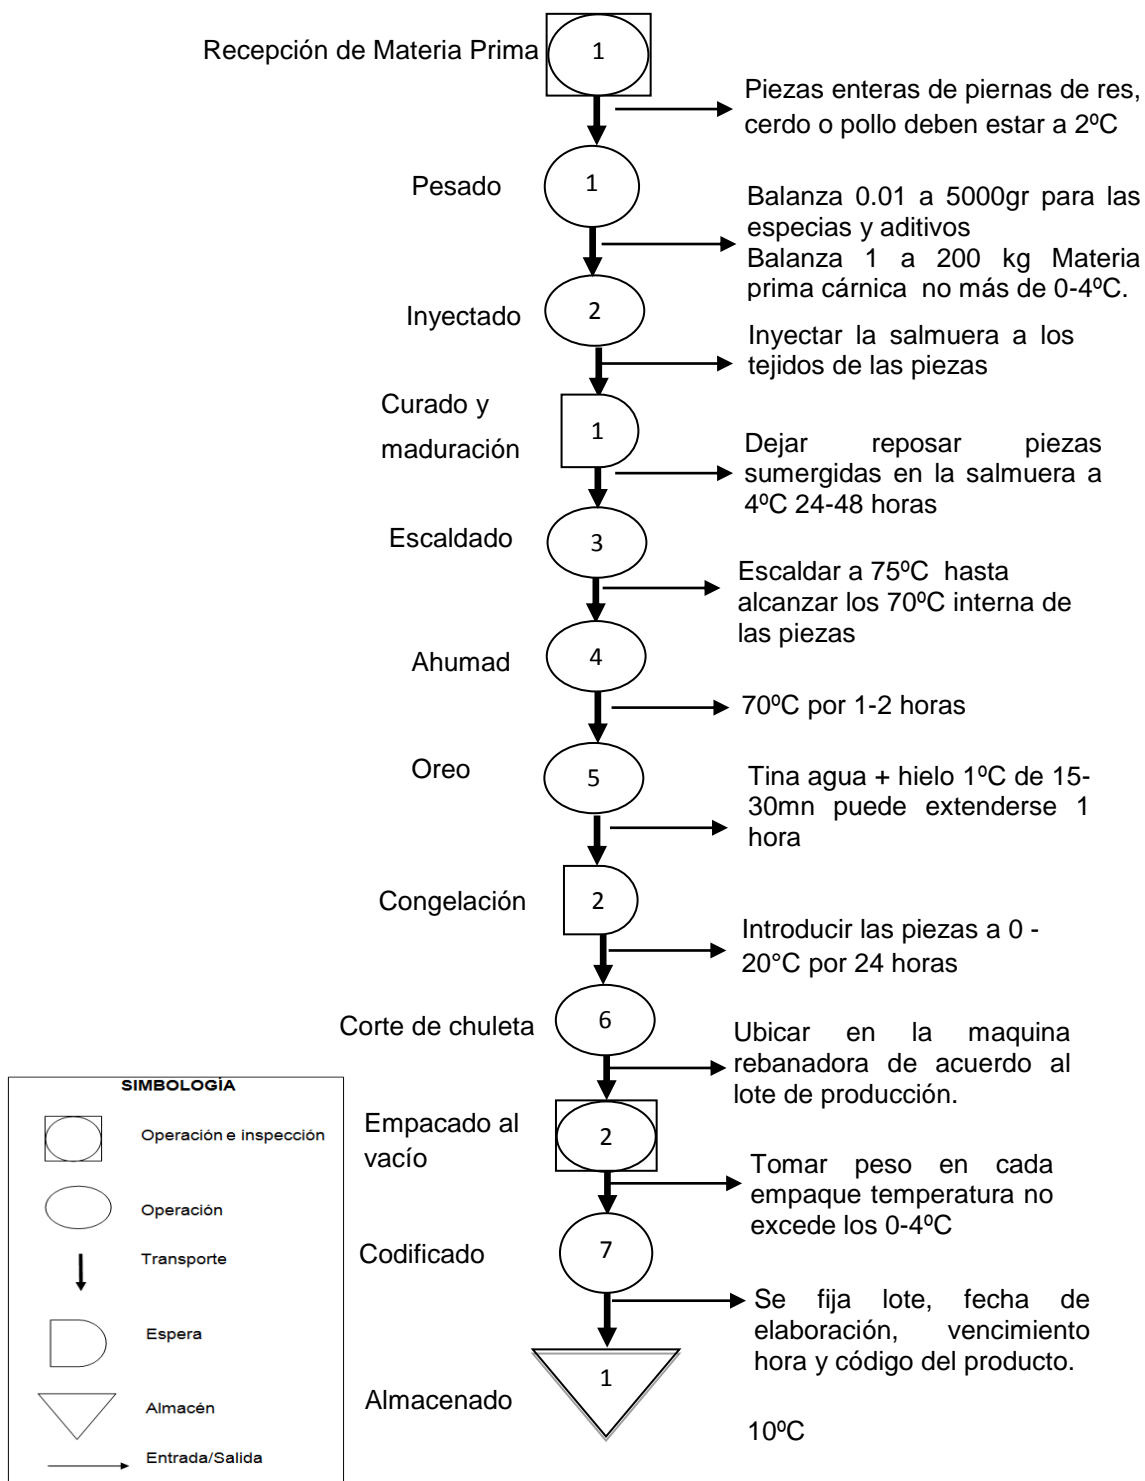 Recepción de Materia Prima
1
Piezas enteras de piernas de res,
cerdo o pollo deben estar a 2ºC
Pesado
1
Balanza 0.01 a 5000gr para las
especias y aditivos
Balanza 1 a 200 kg Materia
prima cárnica no más de 0-4ºC.
Inyectado
2
Inyectar la salmuera a los
tejidos de las piezas
Curado y
maduración
1
Dejar reposar piezas
sumergidas en la salmuera a
4ºC 24-48 horas
Escaldado
3
Escaldar a 75ºC hasta
alcanzar los 70ºC interna de
las piezas
Ahumad
4
70ºC por 1-2 horas
Oreo
5
Tina agua + hielo 1ºC de 15-
30mn puede extenderse 1
hora
Congelación
2
Introducir las piezas a 0 -
20°C por 24 horas
Corte de chuleta
6
Ubicar en la maquina
rebanadora de acuerdo al
lote de producción.
Empacado al
vacío
2
Tomar peso en cada
empaque temperatura no
excede los 0-4ºC
Codificado
7
Se fija lote, fecha de
elaboración, vencimiento
hora y código del producto.
Almacenado
1
10ºC
SIMBOLOGÍA
Operación e inspección
Operación
Transporte
Espera
Almacén
Entrada/Salida